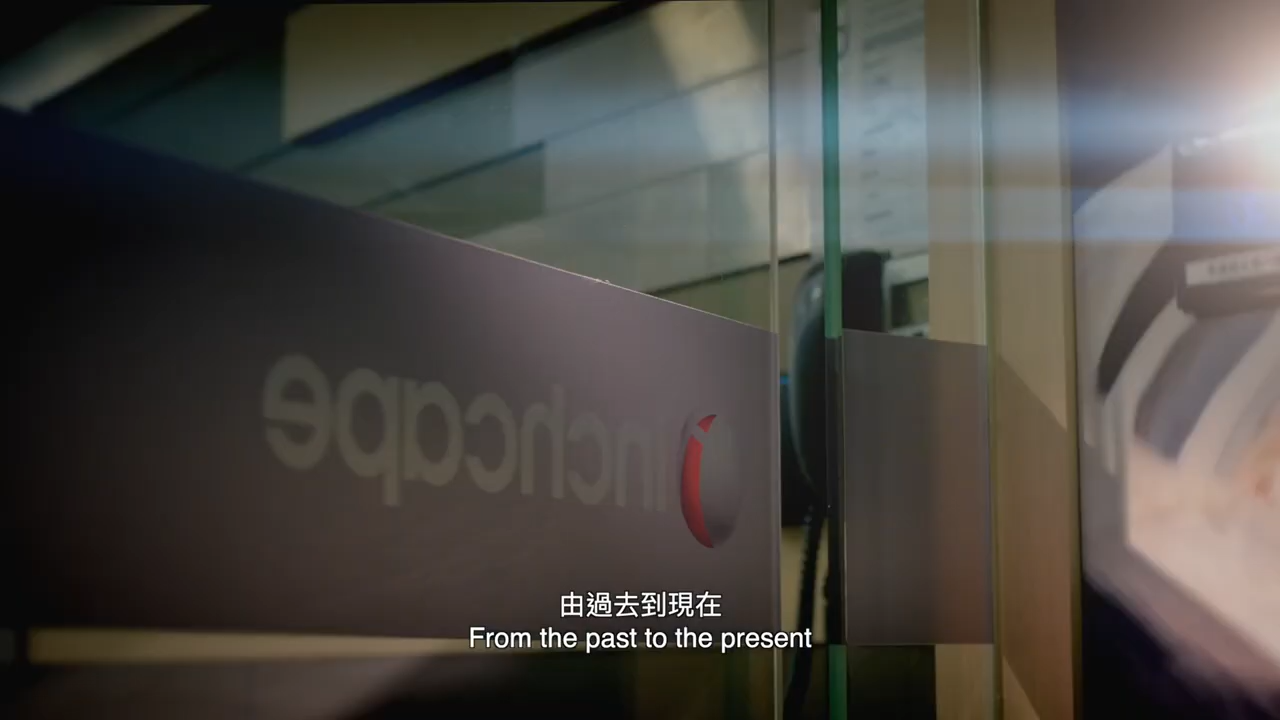 inchcape
由過去到現在
From the past to the present